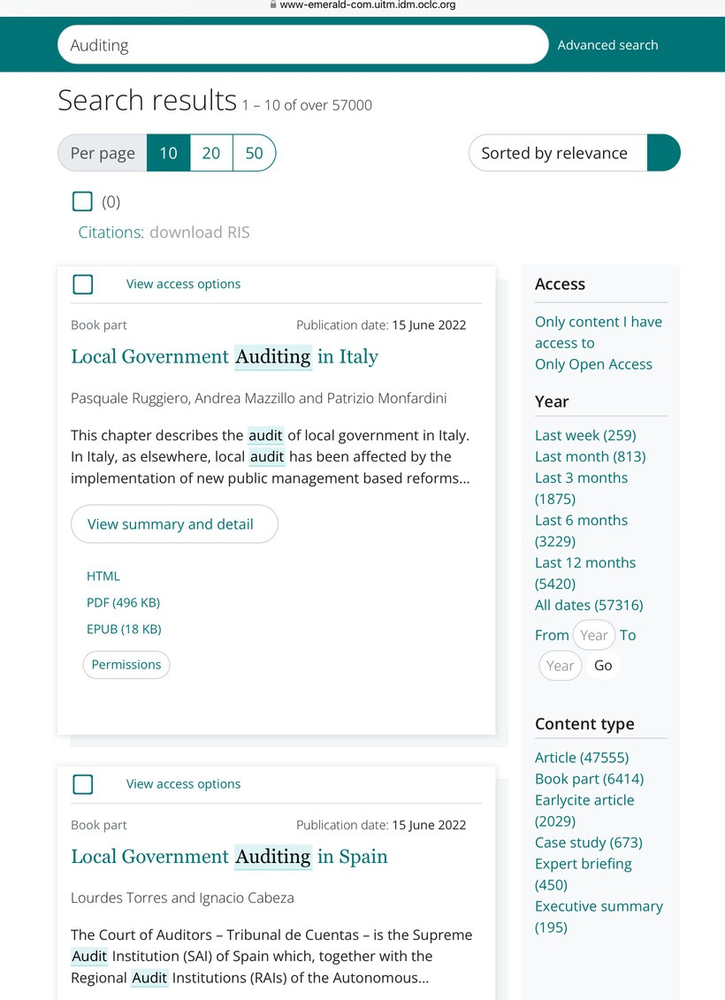 www-emerald-com.uitm.idm.oclc.org
Auditing
Advanced search
Search results 1 – 10 of over 57000
Per page 10 20 50
Sorted by relevance
(0)
Citations: download RIS
View access options
Book part
Publication date: 15 June 2022
Local Government Auditing in Italy
Pasquale Ruggiero, Andrea Mazzillo and Patrizio Monfardini
This chapter describes the audit of local government in Italy.
In Italy, as elsewhere, local audit has been affected by the
implementation of new public management based reforms...
View summary and detail
HTML
PDF (496 KB)
EPUB (18 KB)
Permissions
View access options
Book part
Publication date: 15 June 2022
Local Government Auditing in Spain
Lourdes Torres and Ignacio Cabeza
The Court of Auditors – Tribunal de Cuentas – is the Supreme
Audit Institution (SAI) of Spain which, together with the
Regional Audit Institutions (RAIs) of the Autonomous...
Access
Only content I have
access to
Only Open Access
Year
Last week (259)
Last month (813)
Last 3 months
(1875)
Last 6 months
(3229)
Last 12 months
(5420)
All dates (57316)
From Year To
Year Go
Content type
Article (47555)
Book part (6414)
Earlycite article
(2029)
Case study (673)
Expert briefing
(450)
Executive summary
(195)